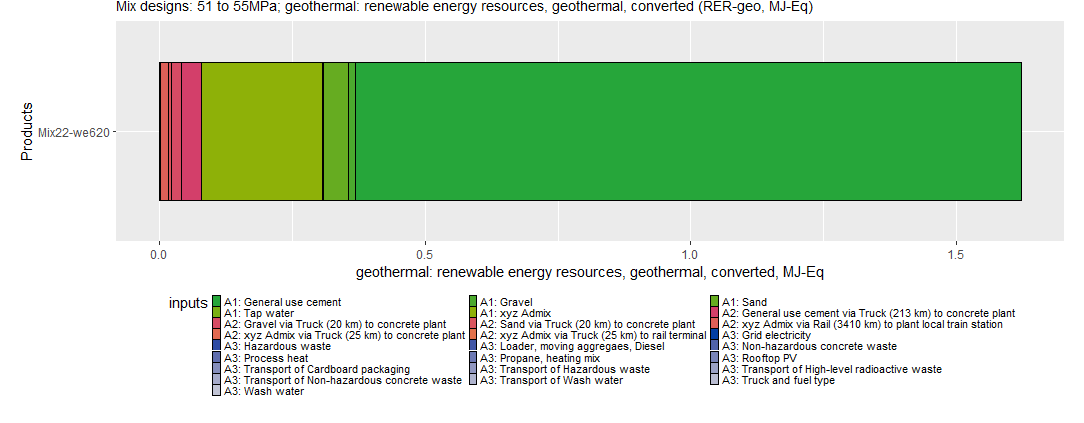 Mix designs: 51 to 55MPa; geothermal: renewable energy resources, geothermal, converted (RER-geo, MJ-Eq)
Products
Mix22-we620
0.0 0.5 1.0 1.5
geothermal: renewable energy resources, geothermal, converted, MJ-Eq
inputs
A1: General use cement A1: Gravel A1: Sand
A1: Tap water A1: xyz Admix A2: General use cement via Truck (213 km) to concrete plant
A2: Gravel via Truck (20 km) to concrete plant A2: Sand via Truck (20 km) to concrete plant A2: xyz Admix via Rail (3410 km) to plant local train station
A2: xyz Admix via Truck (25 km) to concrete plant A2: xyz Admix via Truck (25 km) to rail terminal A3: Grid electricity
A3: Hazardous waste A3: Loader, moving aggregaes, Diesel A3: Non-hazardous concrete waste
A3: Process heat A3: Propane, heating mix A3: Rooftop PV
A3: Transport of Cardboard packaging A3: Transport of Hazardous waste A3: Transport of High-level radioactive waste
A3: Transport of Non-hazardous concrete waste A3: Transport of Wash water A3: Truck and fuel type
A3: Wash water